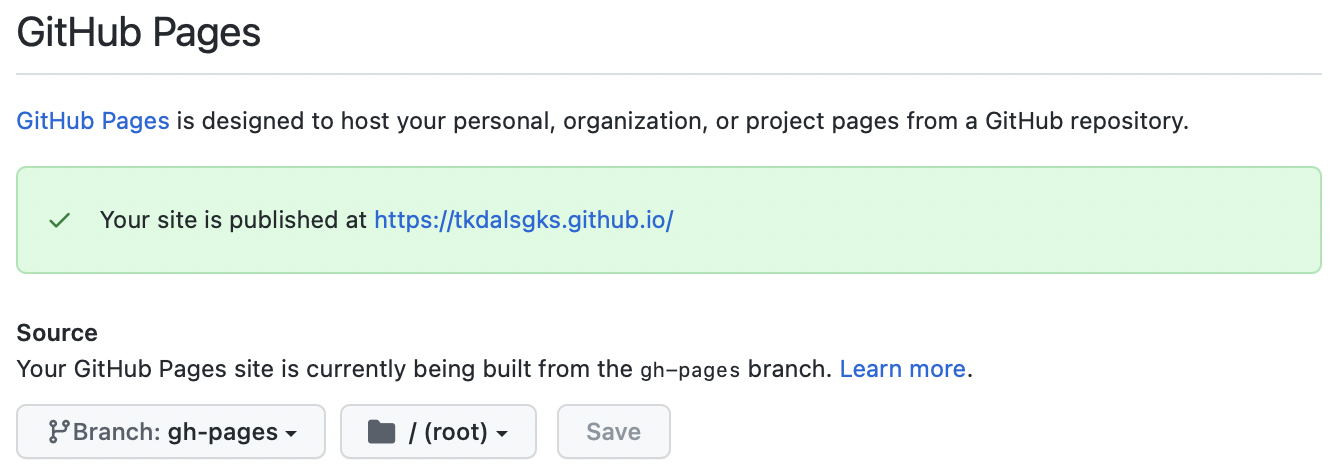 GitHub Pages
GitHub Pages is designed to host your personal, organization, or project pages from a GitHub repository.
Your site is published at https://tkdalsgks.github.io/
Source
Your GitHub Pages site is currently being built from the gh-pages branch. Learn more.
Branch: gh-pages / (root) Save